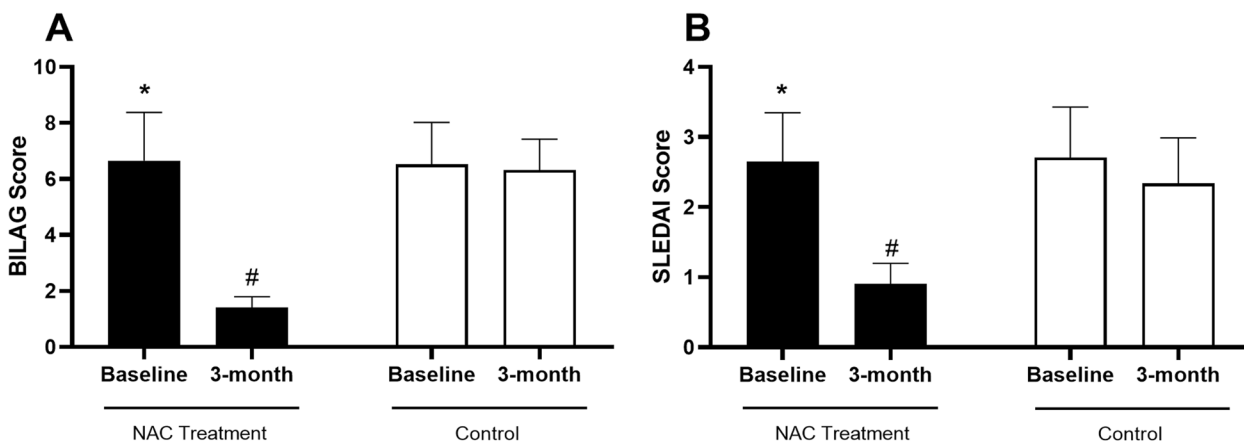 A
BILAG Score
10
8
6
4
2
0
*
#
Baseline 3-month Baseline 3-month
NAC Treatment Control
B
SLEDAI Score
4
3
2
1
0
*
#
Baseline 3-month Baseline 3-month
NAC Treatment Control